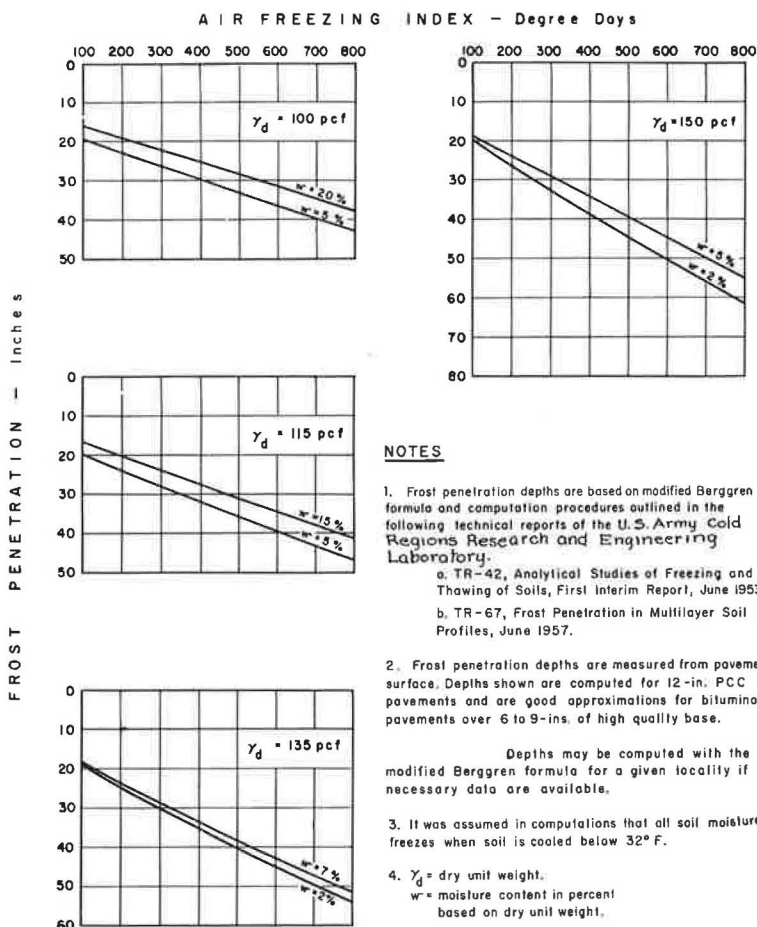 AIR FREEZING INDEX – Degree Days
100 200 300 400 500 600 700 800
0
10
20
30
40
50
γd = 100 pcf
w = 20 %
w = 5 %
100 200 300 400 500 600 700 800
0
10
20
30
40
50
60
70
80
γd = 150 pcf
w = 5 %
w = 2 %
FROST PENETRATION – Inches
0
10
20
30
40
50
γd = 115 pcf
w = 15 %
w = 5 %
0
10
20
30
40
50
60
γd = 135 pcf
w = 7 %
w = 2%
NOTES
1. Frost penetration depths are based on modified Berggren
formula and computation procedures outlined in the
following technical reports of the U.S. Army Cold
Regions Research and Engineering
Laboratory.
a. TR-42, Analytical Studies of Freezing and
Thawing of Soils, First Interim Report, June 1953
b. TR-67, Frost Penetration in Multilayer Soil
Profiles, June 1957.
2. Frost penetration depths are measured from paveme
surface. Depths shown are computed for 12-in. PCC
pavements and are good approximations for bitumino
pavements over 6 to 9-ins. of high quality base.
Depths may be computed with the
modified Berggren formula for a given locality if
necessary data are available.
3. It was assumed in computations that all soil moistur
freezes when soil is cooled below 32° F.
4. γd = dry unit weight.
w = moisture content in percent
based on dry unit weight.